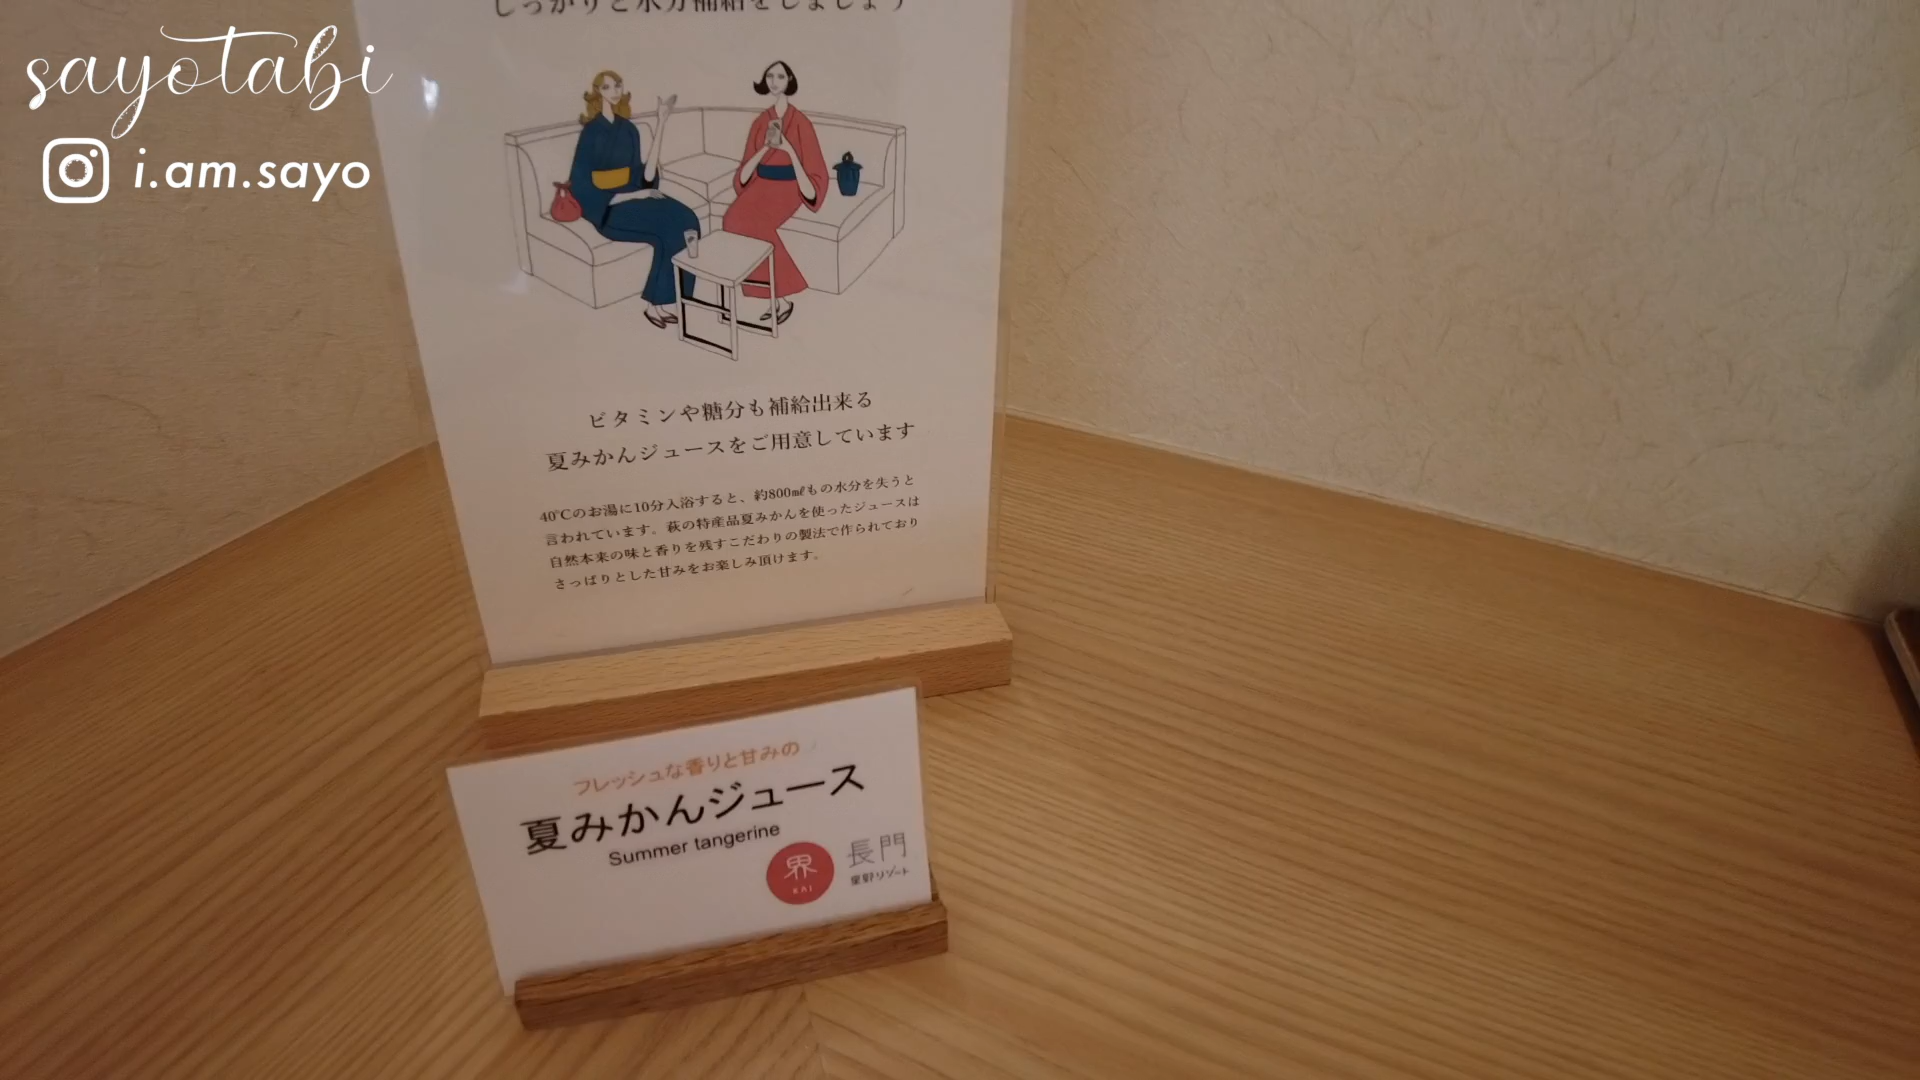 sayotabi
i.am.sayo
しっかりと水分補給をしましょう
ビタミンや糖分も補給出来る
夏みかんジュースをご用意しています
40℃のお湯に10分入浴すると、約800㎖もの水分を失うと
言われています。萩の特産品夏みかんを使ったジュースは
自然本来の味と香りを残すこだわりの製法で作られており
さっぱりとした甘みをお楽しみ頂けます。
フレッシュな香りと甘みの
夏みかんジュース
Summer tangerine
界
KAI
長門
星野リゾート